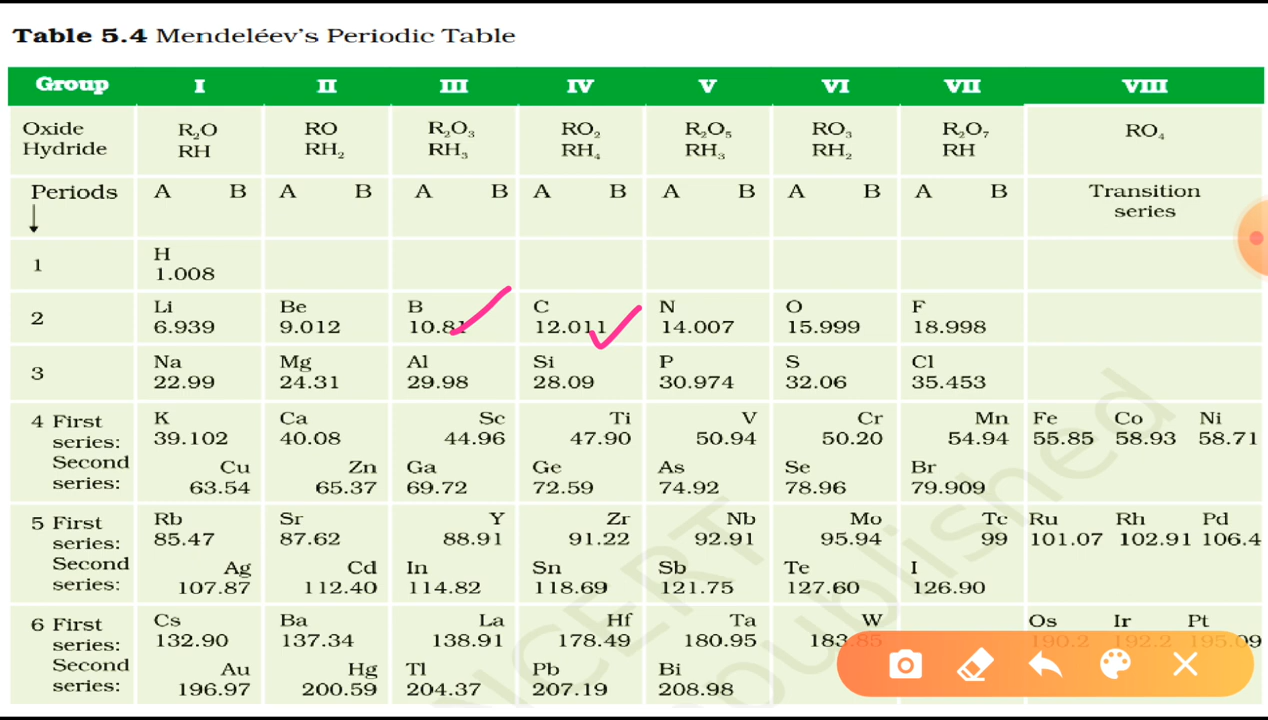 Table 5.4 Mendeléev's Periodic Table
Group I II III IV V VI VII VIII
Oxide R₂O RO R₂O₃ RO₂ R₂O₅ RO₃ R₂O₇ RO₄
Hydride RH RH₂ RH₃ RH₄ RH₃ RH₂ RH
Periods A B A B A B A B A B A B A B Transition
↓ series
1 H
1.008
2 Li Be B C N O F
6.939 9.012 10.81 12.011 14.007 15.999 18.998
3 Na Mg Al Si P S Cl
22.99 24.31 29.98 28.09 30.974 32.06 35.453
4 First K Ca Sc Ti V Cr Mn Fe Co Ni
series: 39.102 40.08 44.96 47.90 50.94 50.20 54.94 55.85 58.93 58.71
Second Cu Zn Ga Ge As Se Br
series: 63.54 65.37 69.72 72.59 74.92 78.96 79.909
5 First Rb Sr Y Zr Nb Mo Tc Ru Rh Pd
series: 85.47 87.62 88.91 91.22 92.91 95.94 99 101.07 102.91 106.4
Second Ag Cd In Sn Sb Te I
series: 107.87 112.40 114.82 118.69 121.75 127.60 126.90
6 First Cs Ba La Hf Ta W Os Ir Pt
series: 132.90 137.34 138.91 178.49 180.95 183.85 190.2 192.2 195.09
Second Au Hg Tl Pb Bi
series: 196.97 200.59 204.37 207.19 208.98
NCERT
published